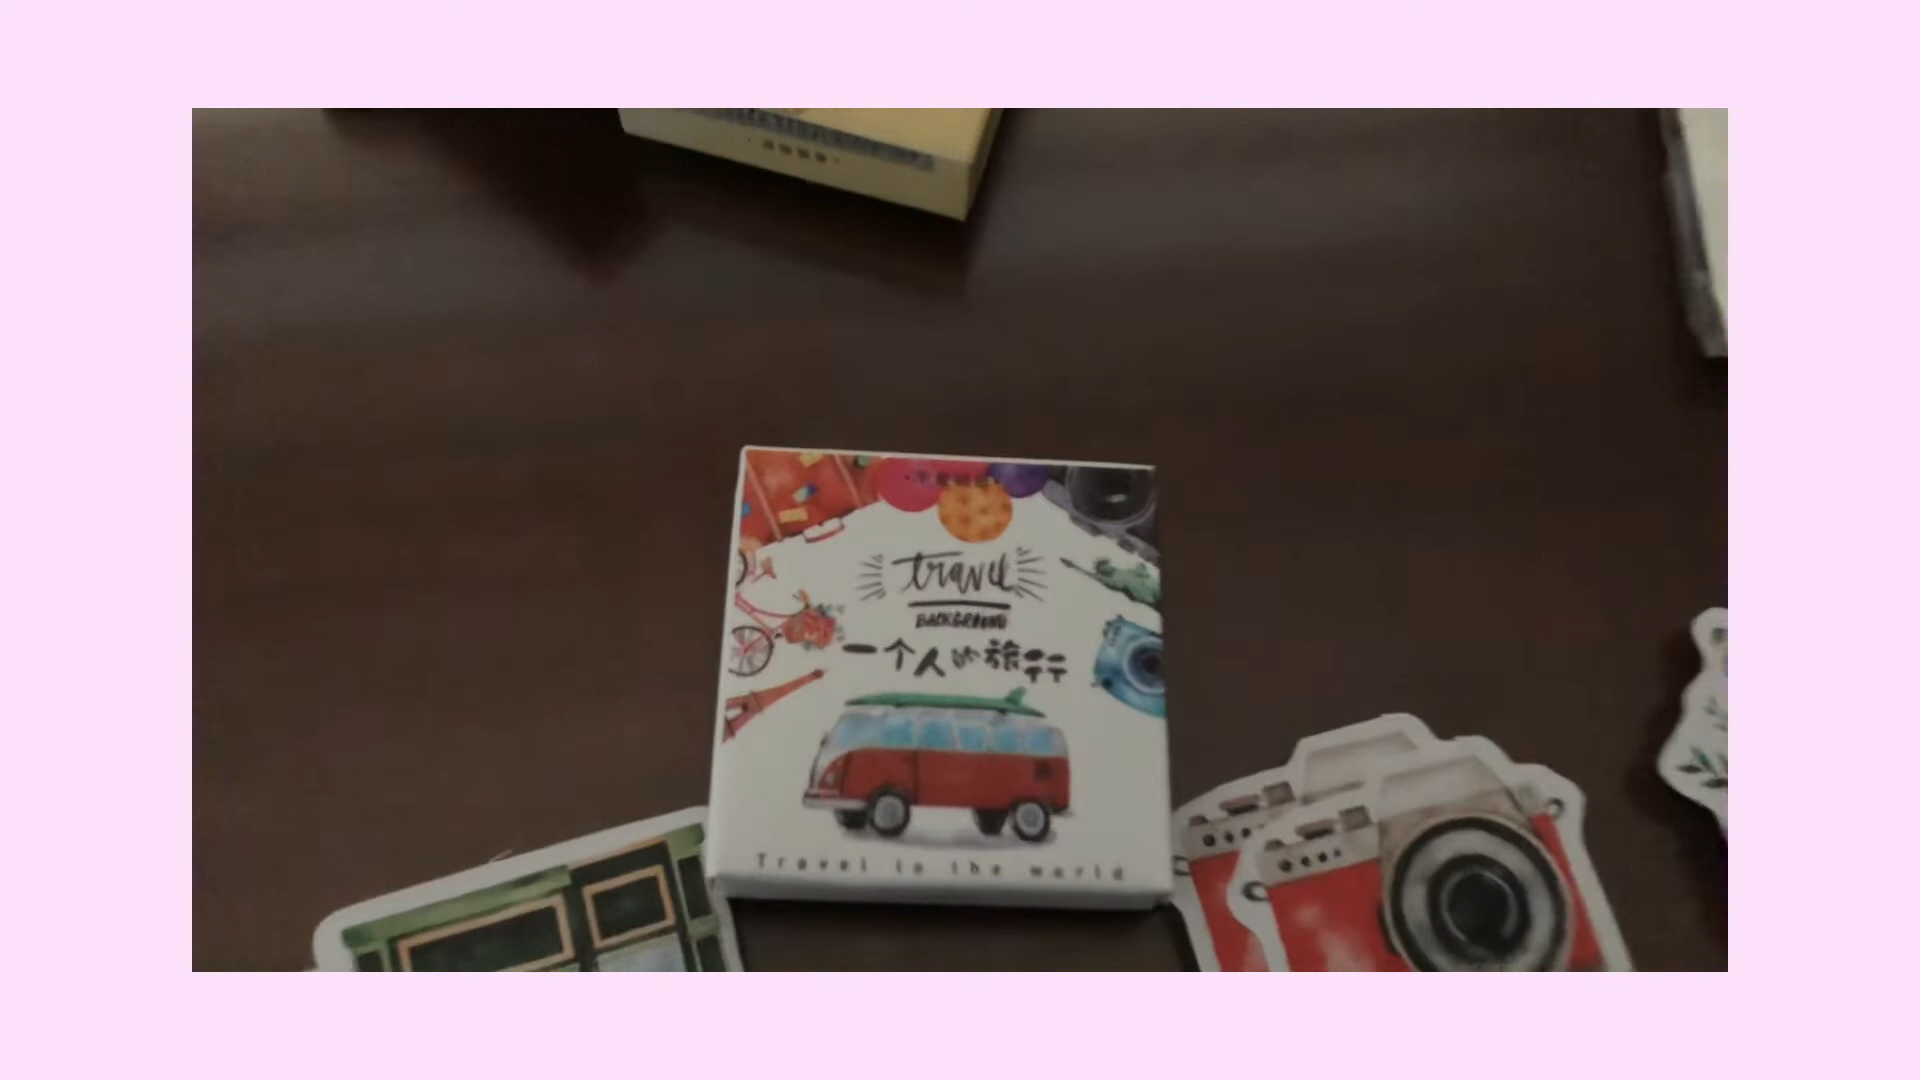 travel
BACKGROUND
一个人的旅行
Travel in the world